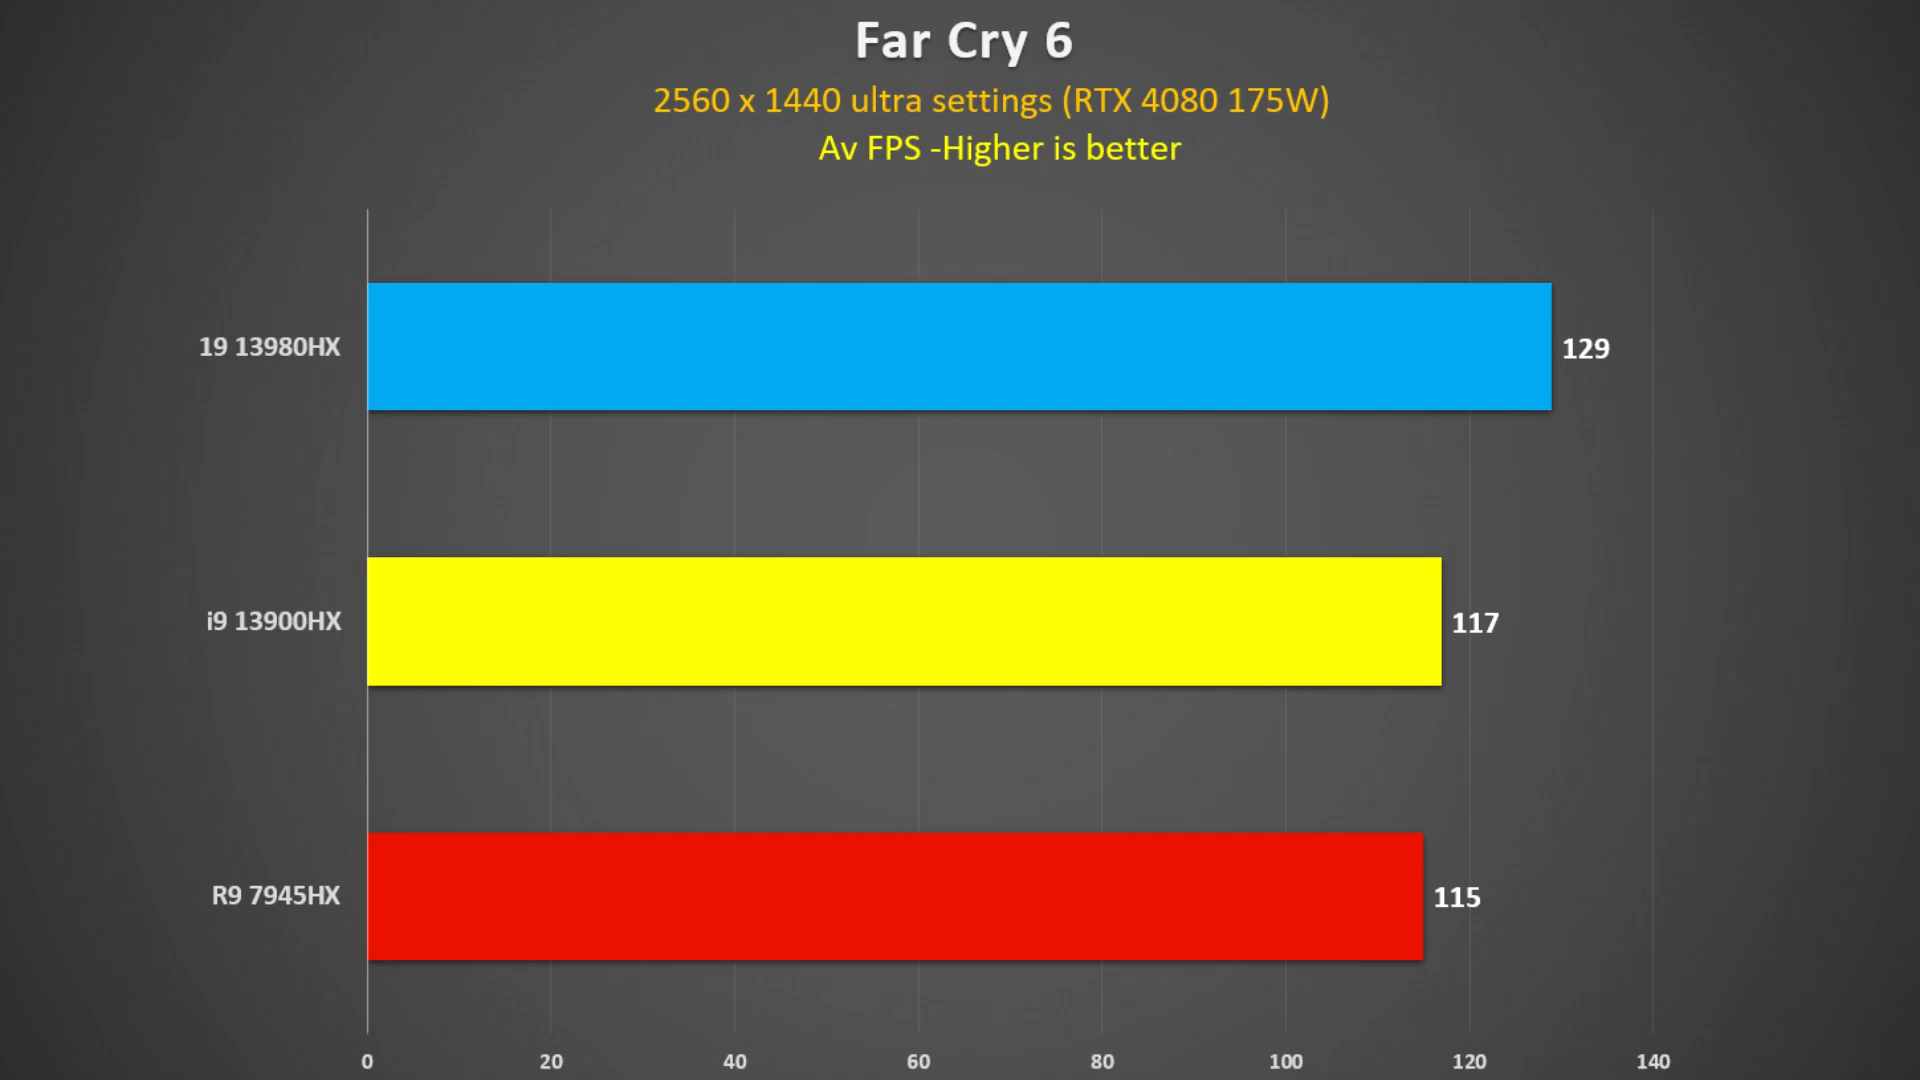 Far Cry 6
2560 x 1440 ultra settings (RTX 4080 175W)
Av FPS -Higher is better
19 13980HX
129
i9 13900HX
117
R9 7945HX
115
0 20 40 60 80 100 120 140